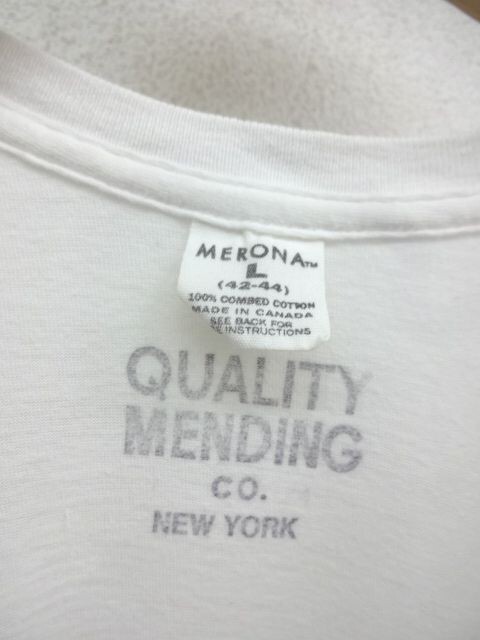 MERONA™
L
(42-44)
100% COMBED COTTON
MADE IN CANADA
SEE BACK FOR
INSTRUCTIONS
QUALITY
MENDING
CO.
NEW YORK